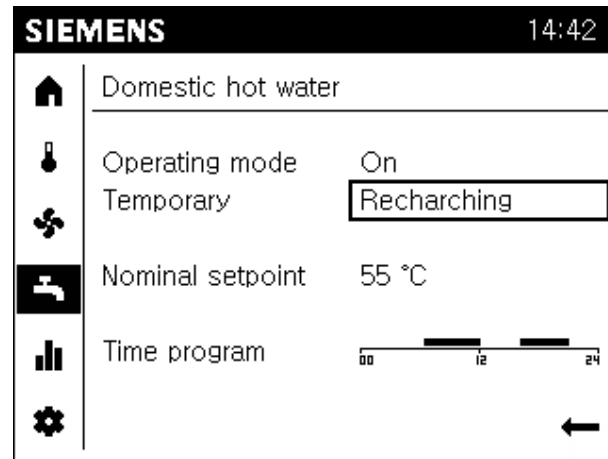 SIEMENS 14:42
Domestic hot water
Operating mode On
Temporary Recharching
Nominal setpoint 55 °C
Time program
00 12 24